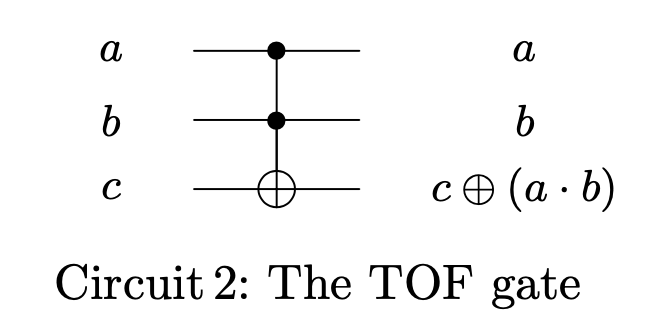 a a
b b
c c ⊕ (a · b)
Circuit 2: The TOF gate